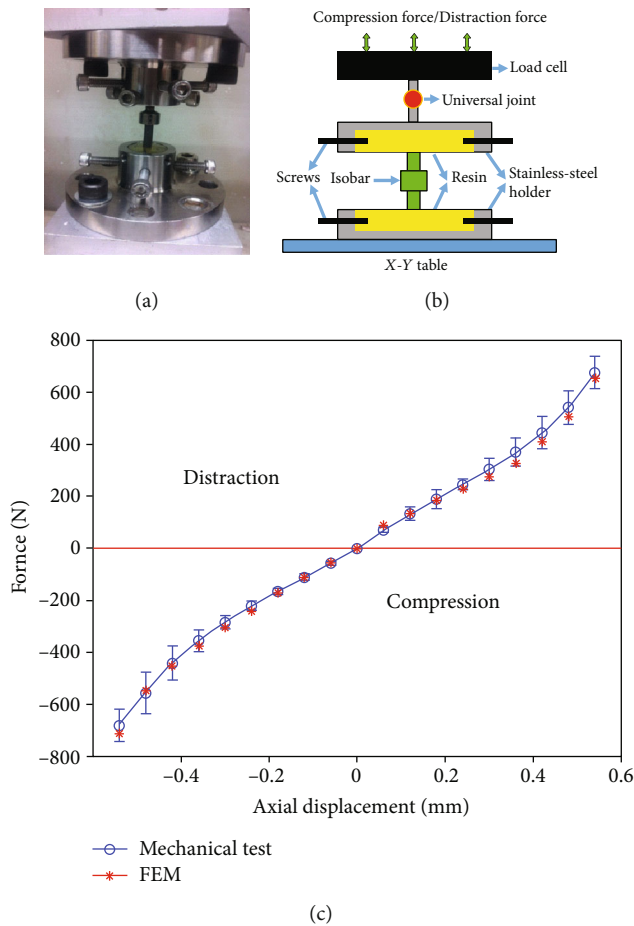 Compression force/Distraction force
Load cell
Universal joint
Screws
Isobar
Resin
Stainless-steel
holder
X-Y table
(a)
(b)
800
600
400
200
0
−200
−400
−600
−800
Fornce (N)
Distraction
Compression
−0.4
−0.2
0
0.2
0.4
0.6
Axial displacement (mm)
Mechanical test
FEM
(c)